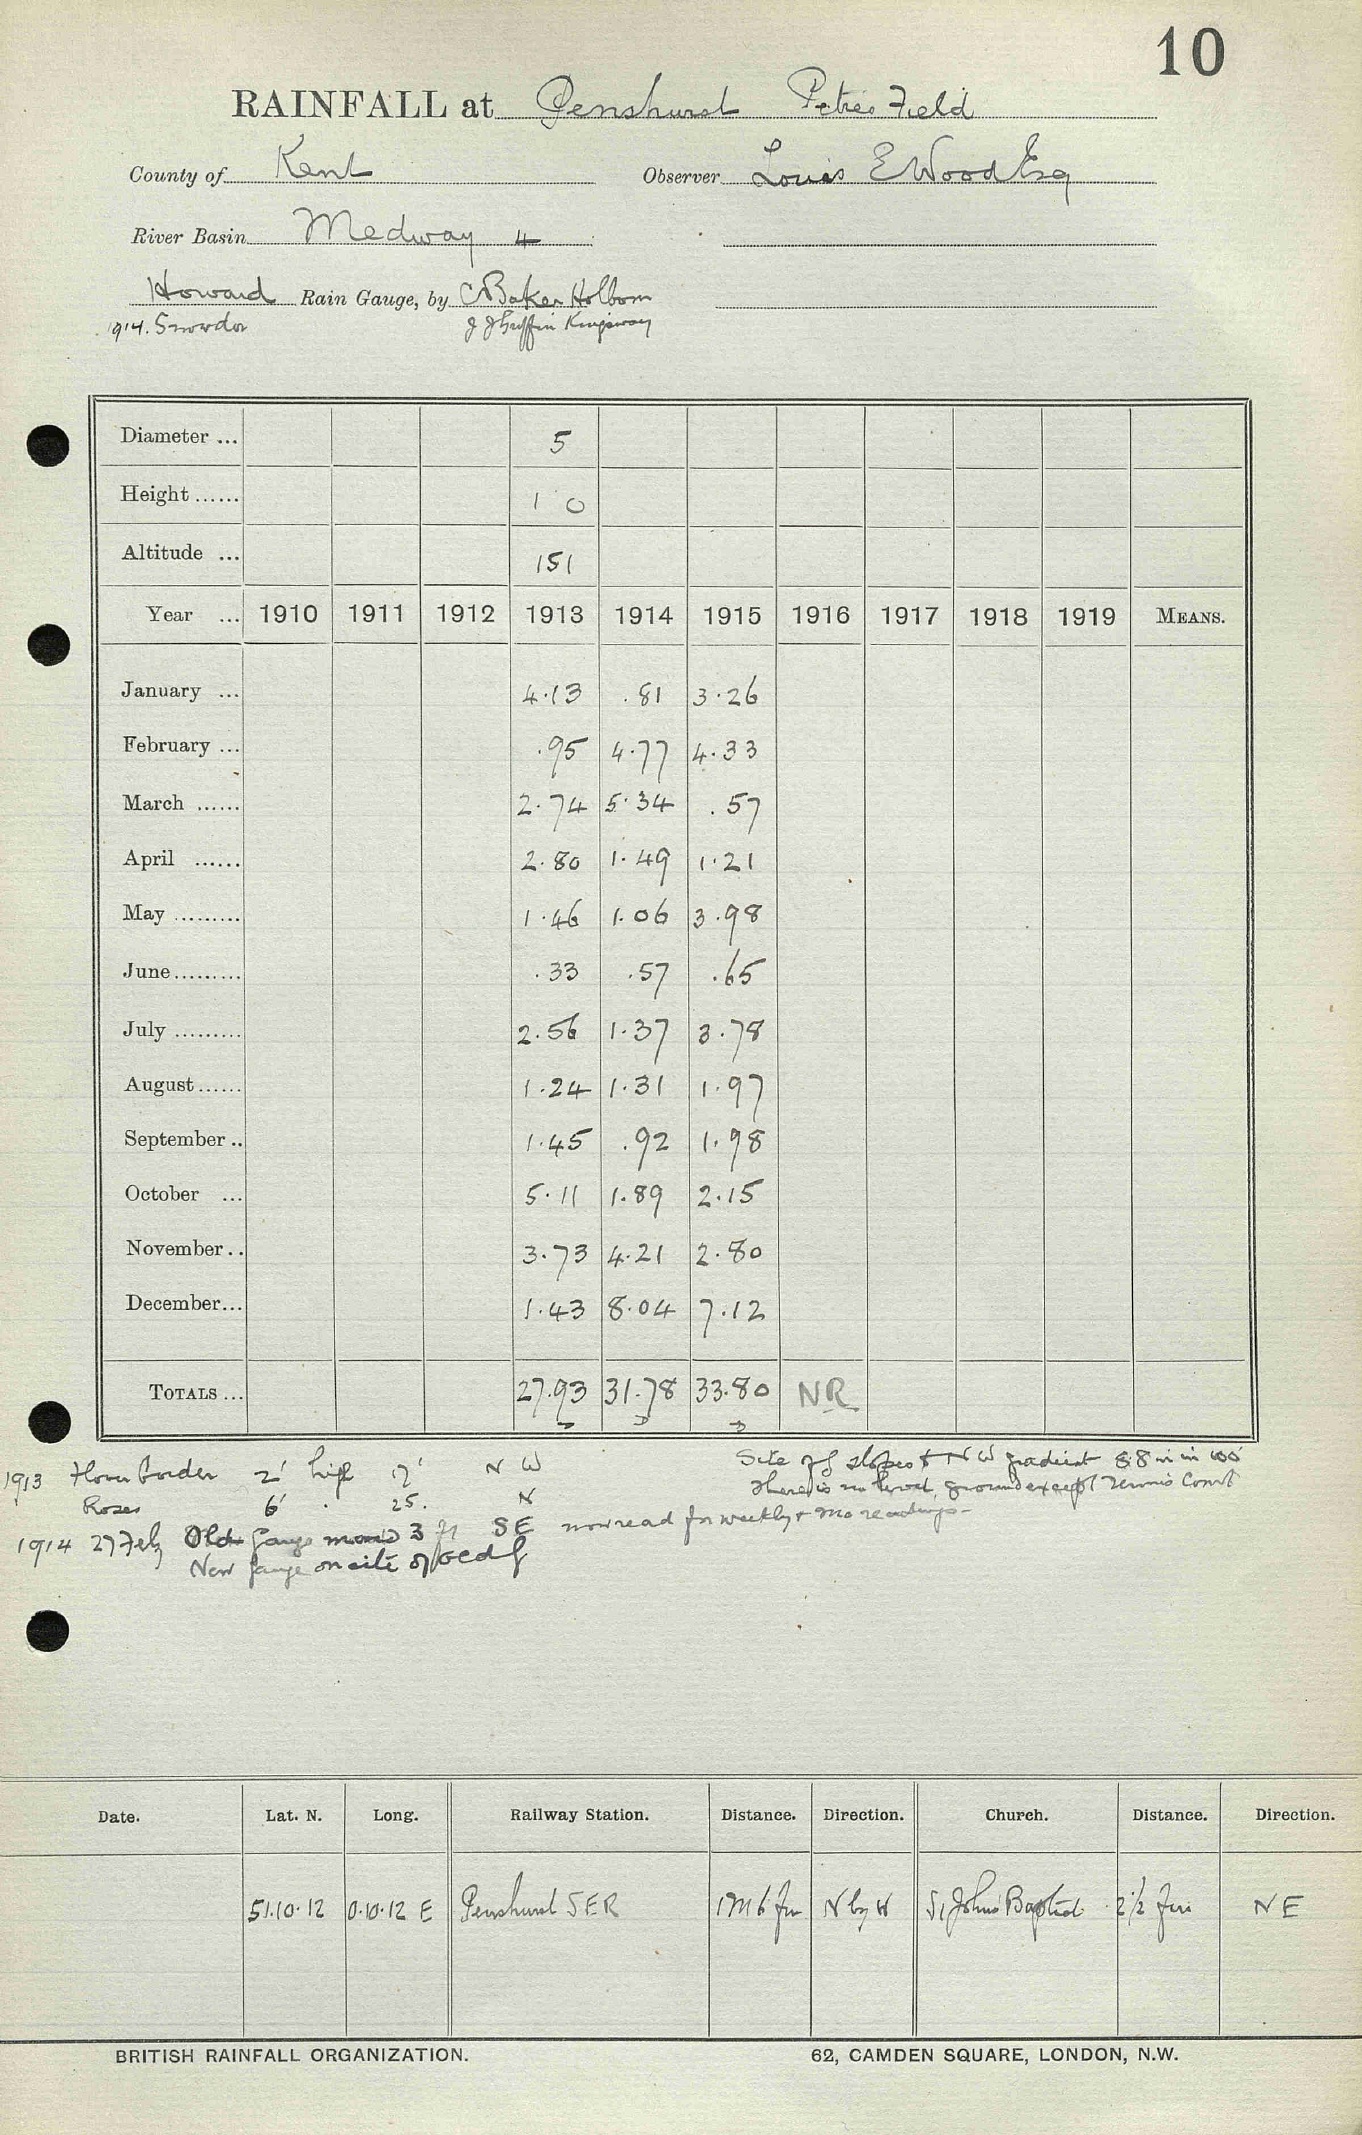 10
RAINFALL at Penshurst Petres Field
County of Kent Observer Louis E Wood Esq
River Basin Medway 4
Howard Rain Gauge, by C Baker Holborn
1914. Snowdon J J Griffin Kingsway
Diameter ... 5
Height ...... 1 0
Altitude ... 151
Year ... 1910 1911 1912 1913 1914 1915 1916 1917 1918 1919 MEANS.
January ... 4.13 .81 3.26
February ... .95 4.77 4.33
March ...... 2.74 5.34 .57
April ...... 2.80 1.49 1.21
May ......... 1.46 1.06 3.98
June ......... .33 .57 .65
July ......... 2.56 1.37 3.78
August ...... 1.24 1.31 1.97
September .. 1.45 .92 1.98
October ... 5.11 1.89 2.15
November .. 3.73 4.21 2.80
December ... 1.43 8.04 7.12
TOTALS ... 27.93 31.78 33.80 NR
1913 Flower border 2' high 17' NW
Roses 6' . 25. N
Site of g slopes to NW gradient 8.8 in in 100'
There is no level ground except Tennis Court
1914 27 Feb Old gauge moved 3 ft SE now read for weekly & mo readings
New gauge on site of old g
Date. Lat. N. Long. Railway Station. Distance. Direction. Church. Distance. Direction.
51.10.12 0.10.12 E Penshurst SER 1 M 6 fur N by W St Johns Baptist 2 1/2 fur NE
BRITISH RAINFALL ORGANIZATION. 62, CAMDEN SQUARE, LONDON, N.W.